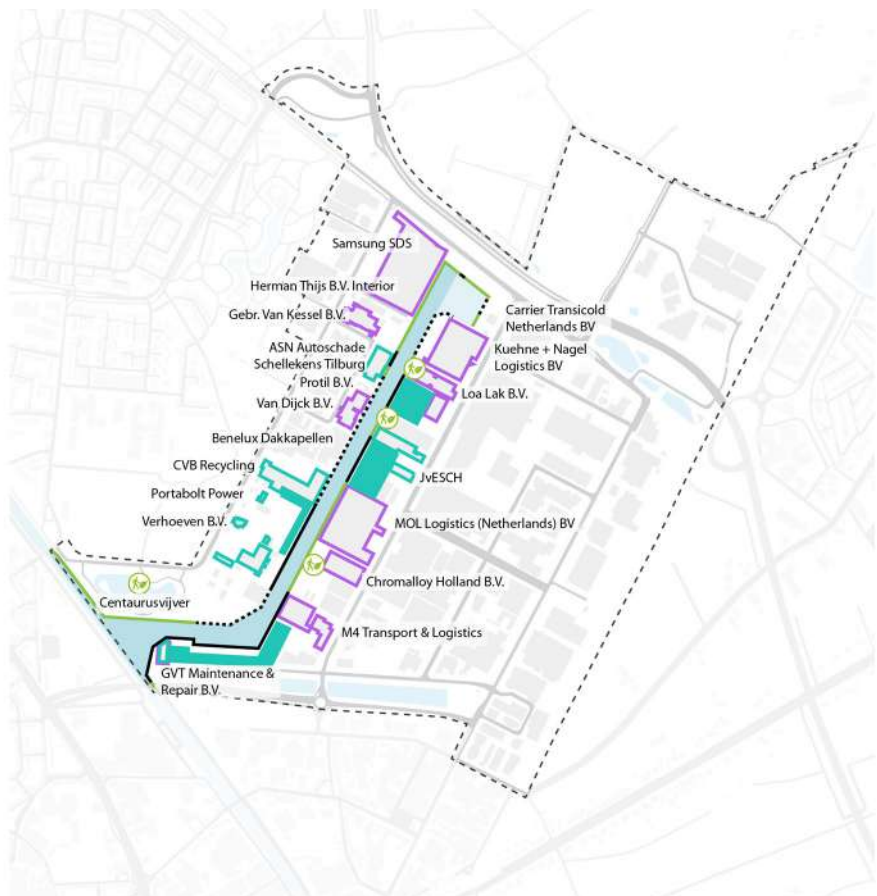 Samsung SDS
Herman Thijs B.V. Interior
Gebr. Van Kessel B.V.
ASN Autoschade
Schellekens Tilburg
Protil B.V.
Van Dijck B.V.
Benelux Dakkapellen
CVB Recycling
Portabolt Power
Verhoeven B.V.
Centaurusvijver
GVT Maintenance &
Repair B.V.
Carrier Transicold
Netherlands BV
Kuehne + Nagel
Logistics BV
Loa Lak B.V.
JvESCH
MOL Logistics (Netherlands) BV
Chromalloy Holland B.V.
M4 Transport & Logistics